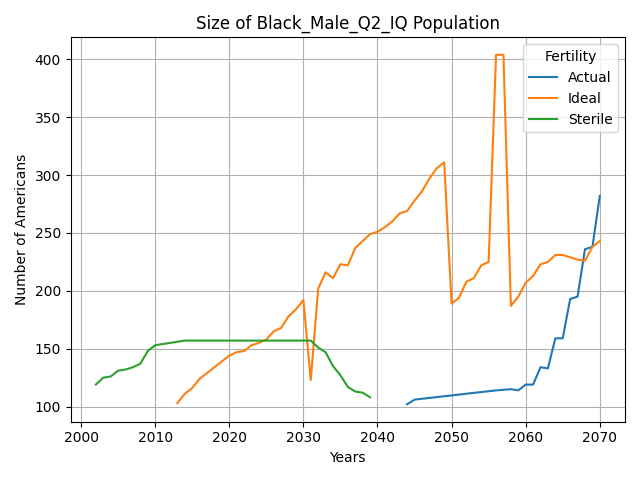 Size of Black_Male_Q2_IQ Population
Number of Americans
400
350
300
250
200
150
100
Fertility
Actual
Ideal
Sterile
2000 2010 2020 2030 2040 2050 2060 2070
Years